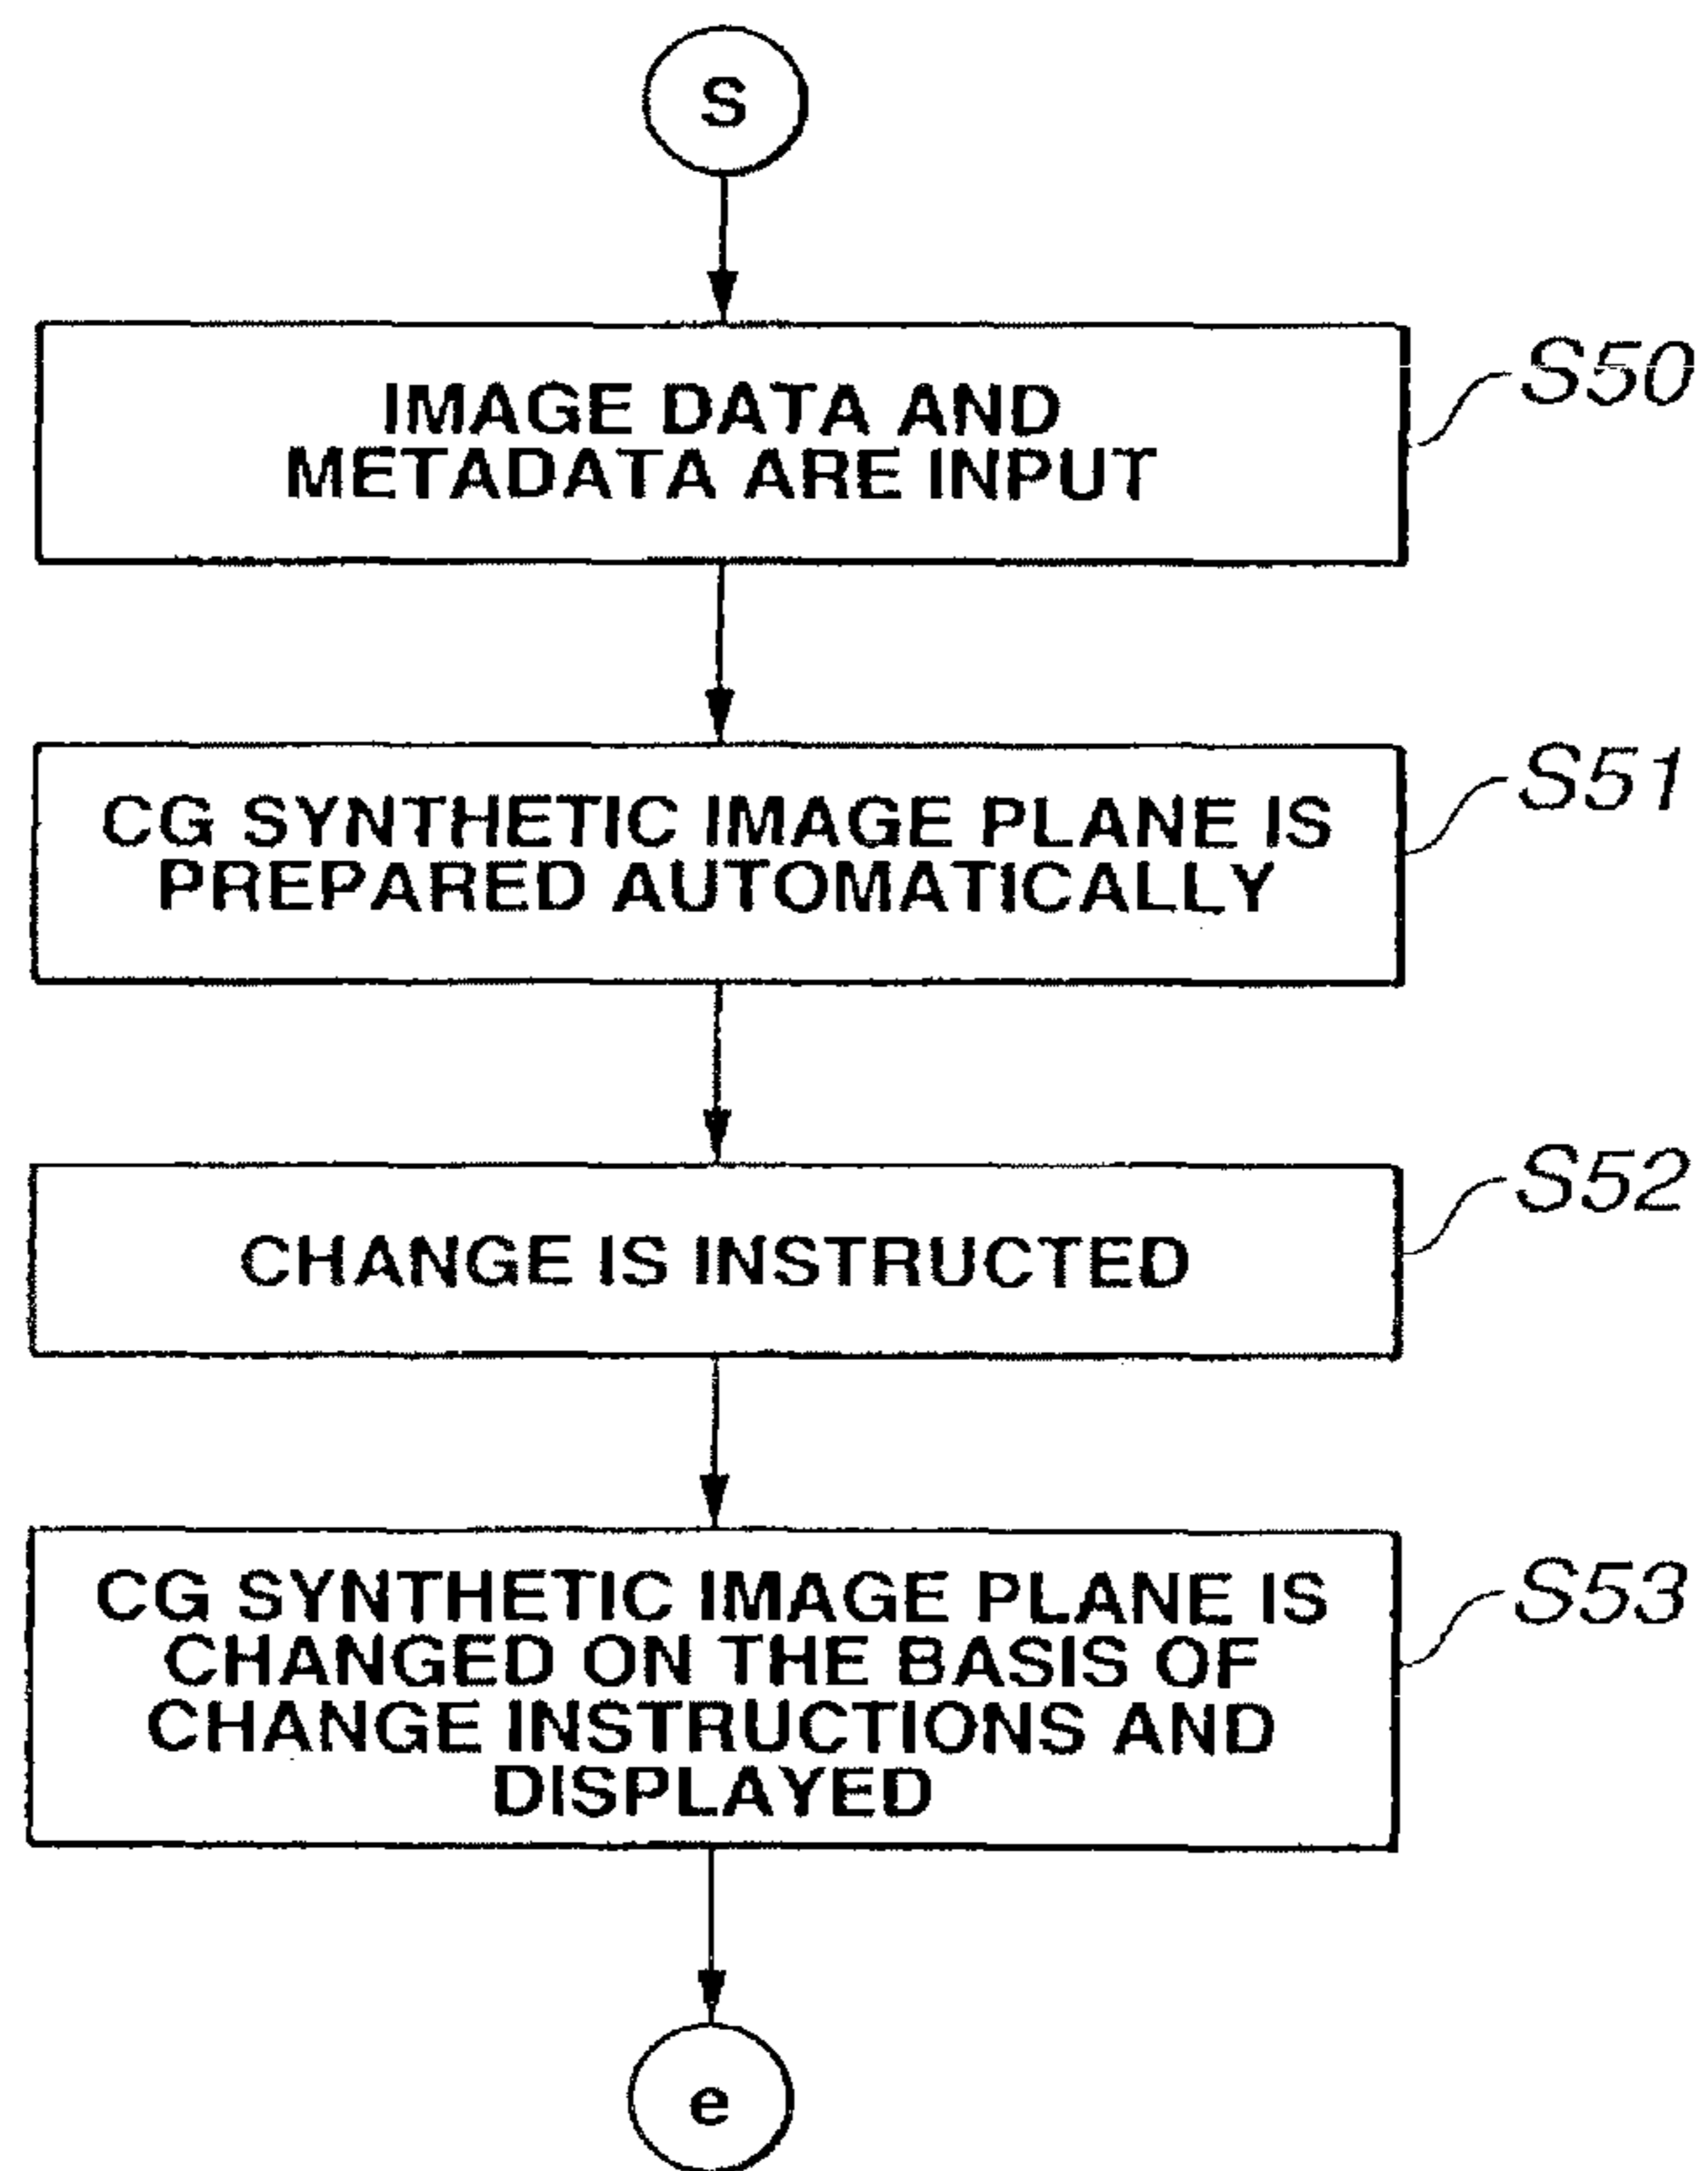 S
IMAGE DATA AND
METADATA ARE INPUT
S50
CG SYNTHETIC IMAGE PLANE IS
PREPARED AUTOMATICALLY
S51
CHANGE IS INSTRUCTED
S52
CG SYNTHETIC IMAGE PLANE IS
CHANGED ON THE BASIS OF
CHANGE INSTRUCTIONS AND
DISPLAYED
S53
e